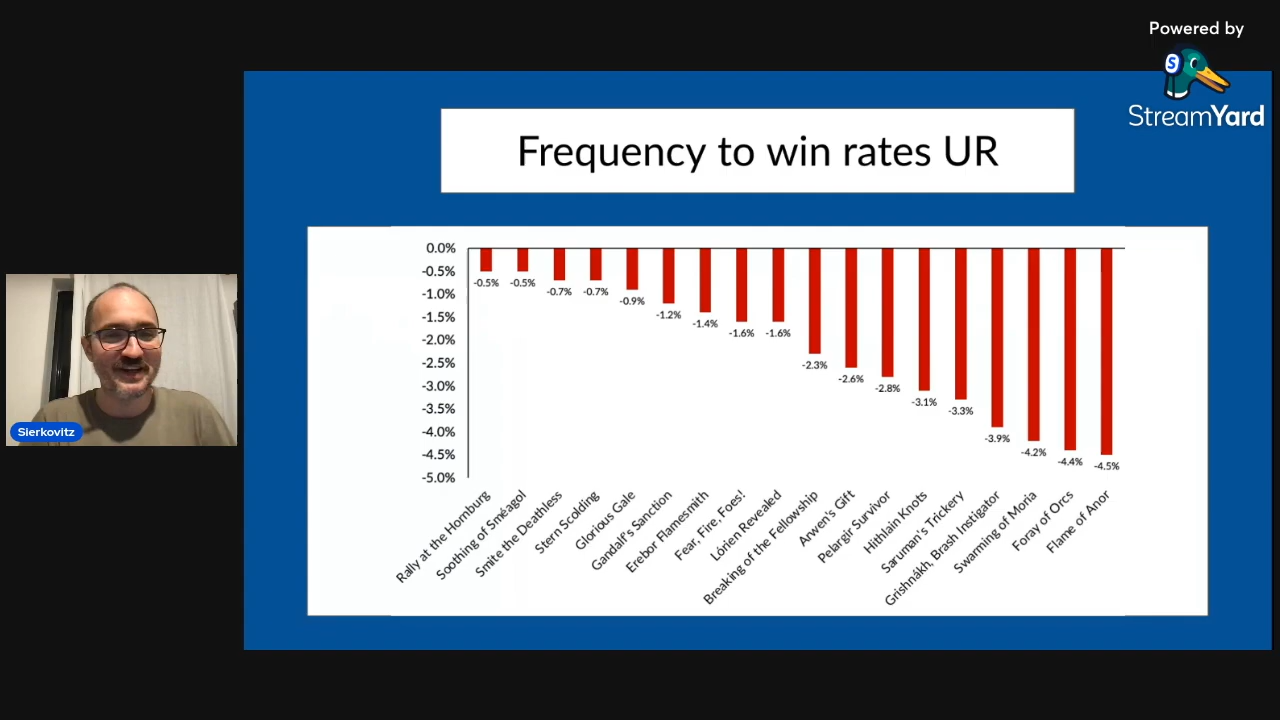 Powered by
S
StreamYard
Frequency to win rates UR
0.0%
-0.5%
-1.0%
-1.5%
-2.0%
-2.5%
-3.0%
-3.5%
-4.0%
-4.5%
-5.0%
-0.5%
-0.5%
-0.7%
-0.7%
-0.9%
-1.2%
-1.4%
-1.6%
-1.6%
-2.3%
-2.6%
-2.8%
-3.1%
-3.3%
-3.9%
-4.2%
-4.4%
-4.5%
Rally at the Hornburg
Soothing of Sméagol
Smite the Deathless
Stern Scolding
Glorious Gale
Gandalf's Sanction
Erebor Flamesmith
Fear, Fire, Foes!
Lórien Revealed
Breaking of the Fellowship
Arwen's Gift
Pelargir Survivor
Hithlain Knots
Saruman's Trickery
Grishnákh, Brash Instigator
Swarming of Moria
Foray of Orcs
Flame of Anor
Sierkovitz